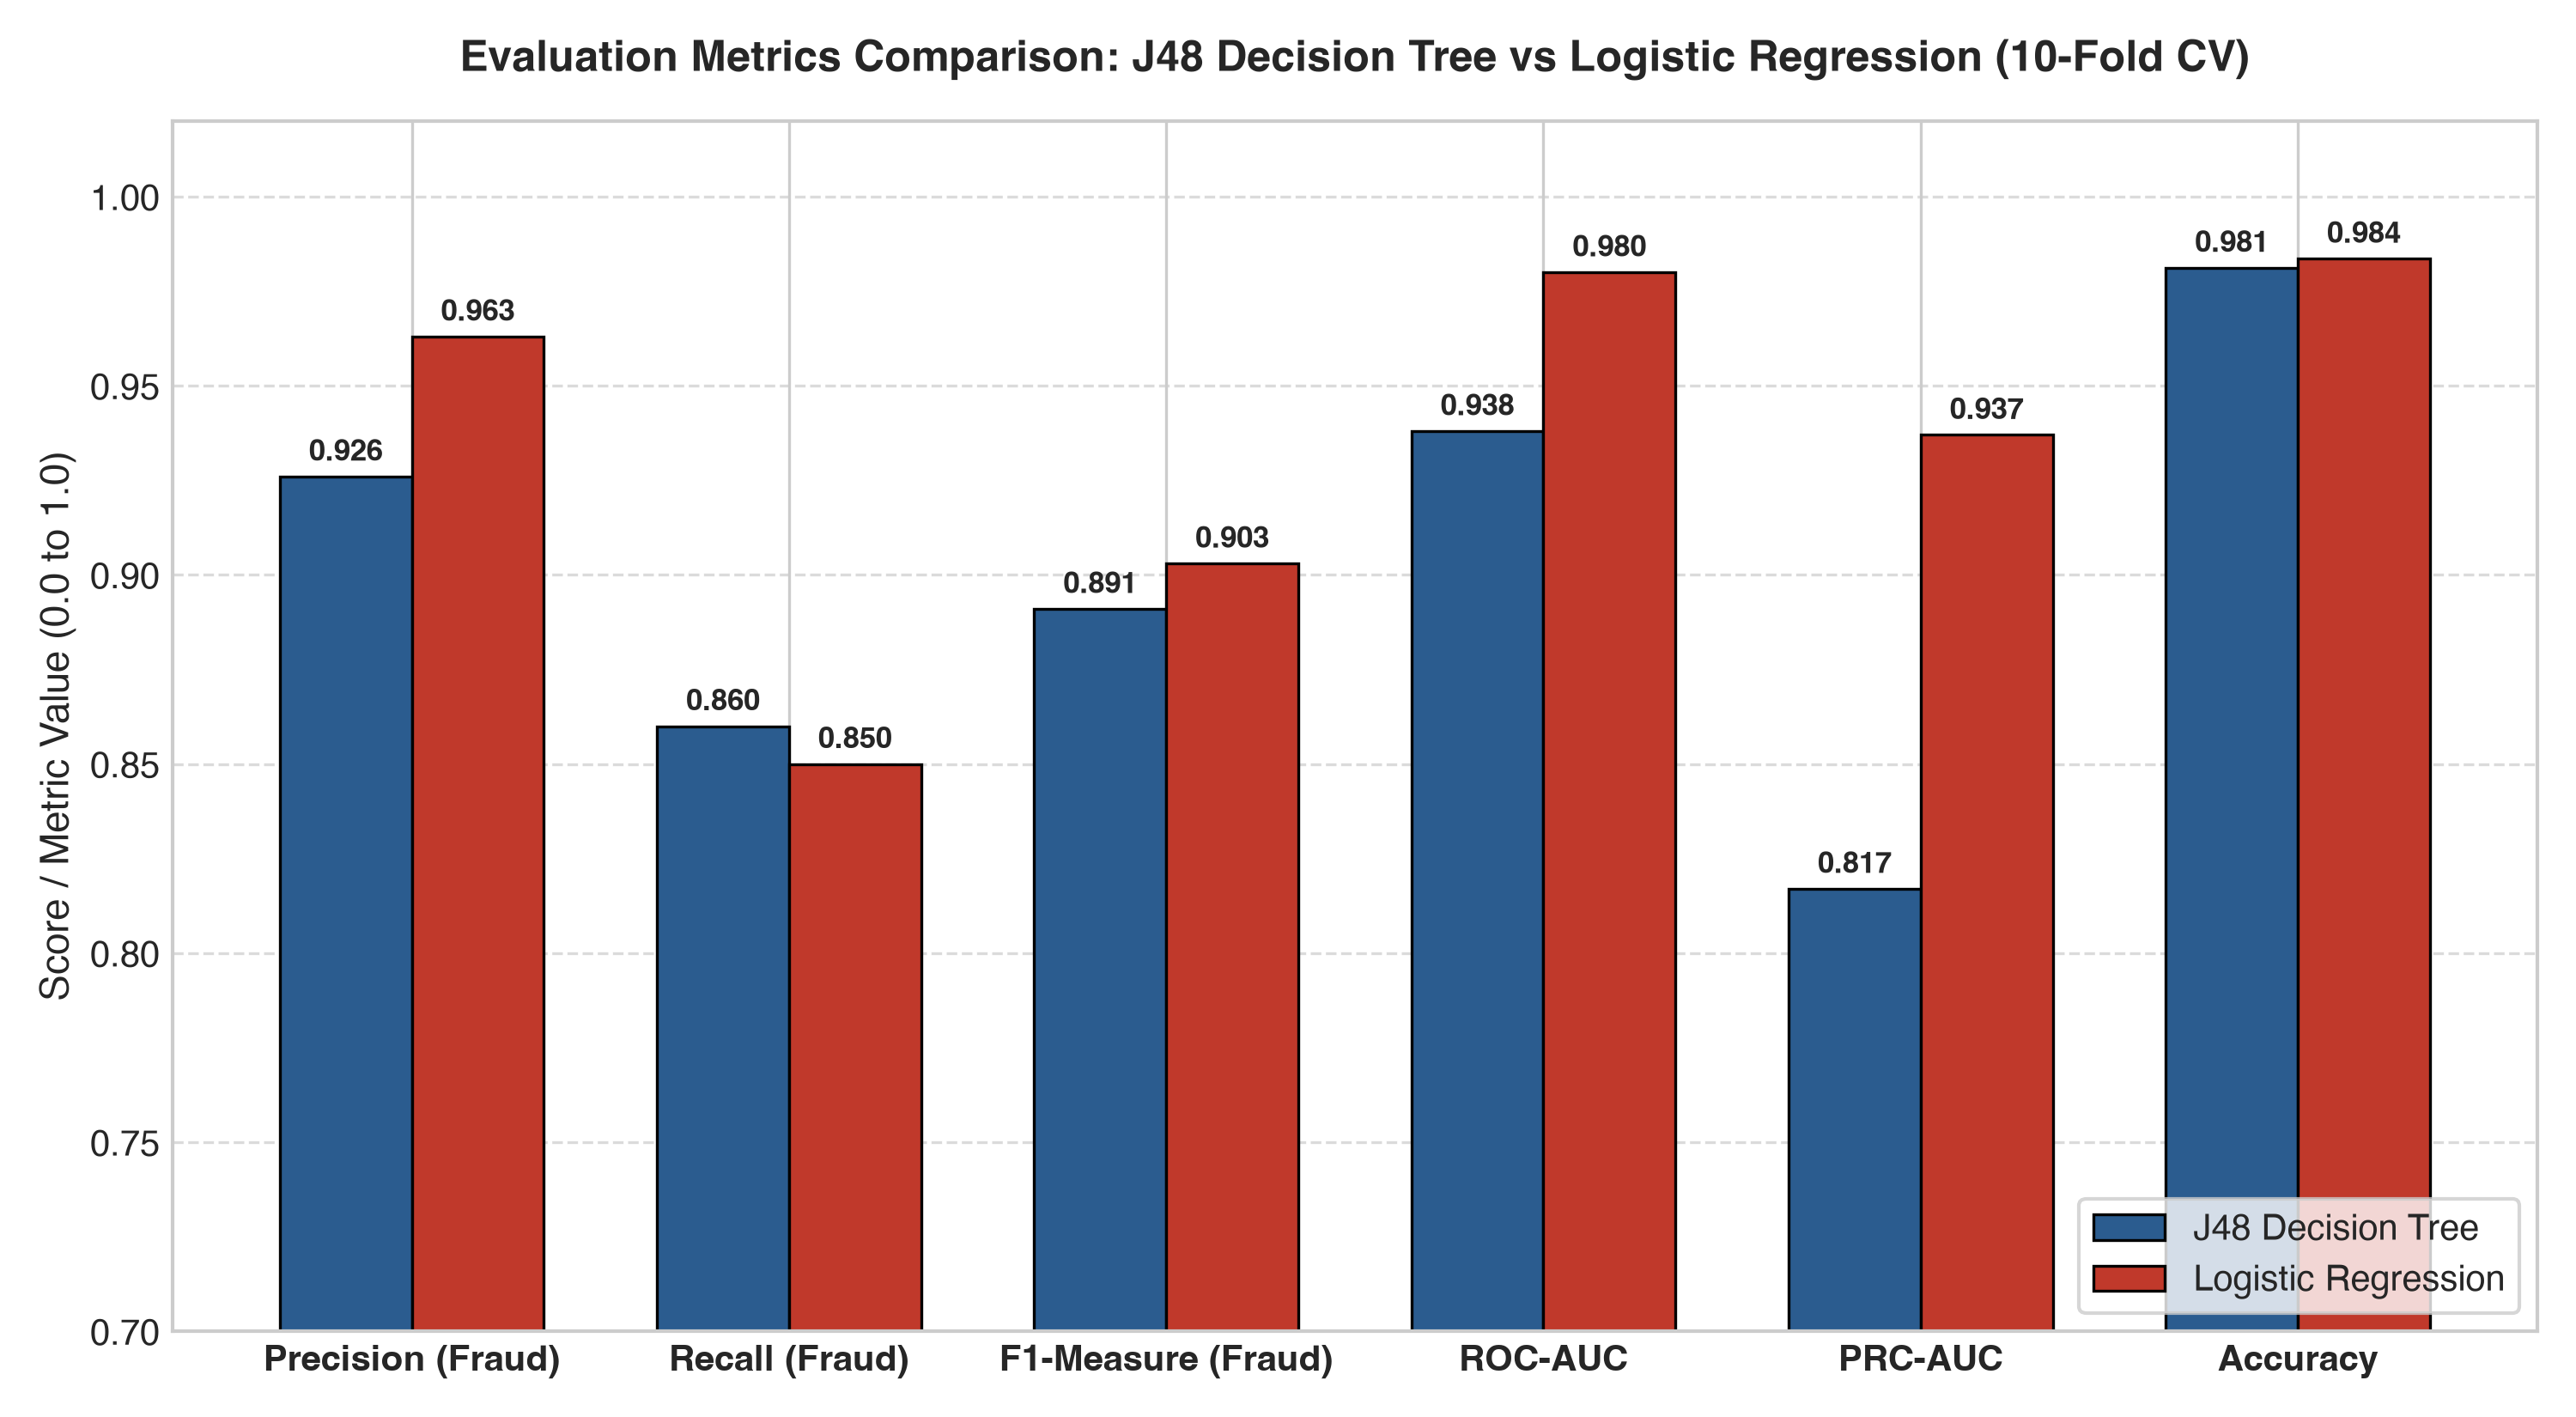 Evaluation Metrics Comparison: J48 Decision Tree vs Logistic Regression (10-Fold CV)
Score / Metric Value (0.0 to 1.0)
1.00
0.95
0.90
0.85
0.80
0.75
0.70
0.926
0.963
0.860
0.850
0.891
0.903
0.938
0.980
0.817
0.937
0.981
0.984
Precision (Fraud)
Recall (Fraud)
F1-Measure (Fraud)
ROC-AUC
PRC-AUC
Accuracy
J48 Decision Tree
Logistic Regression